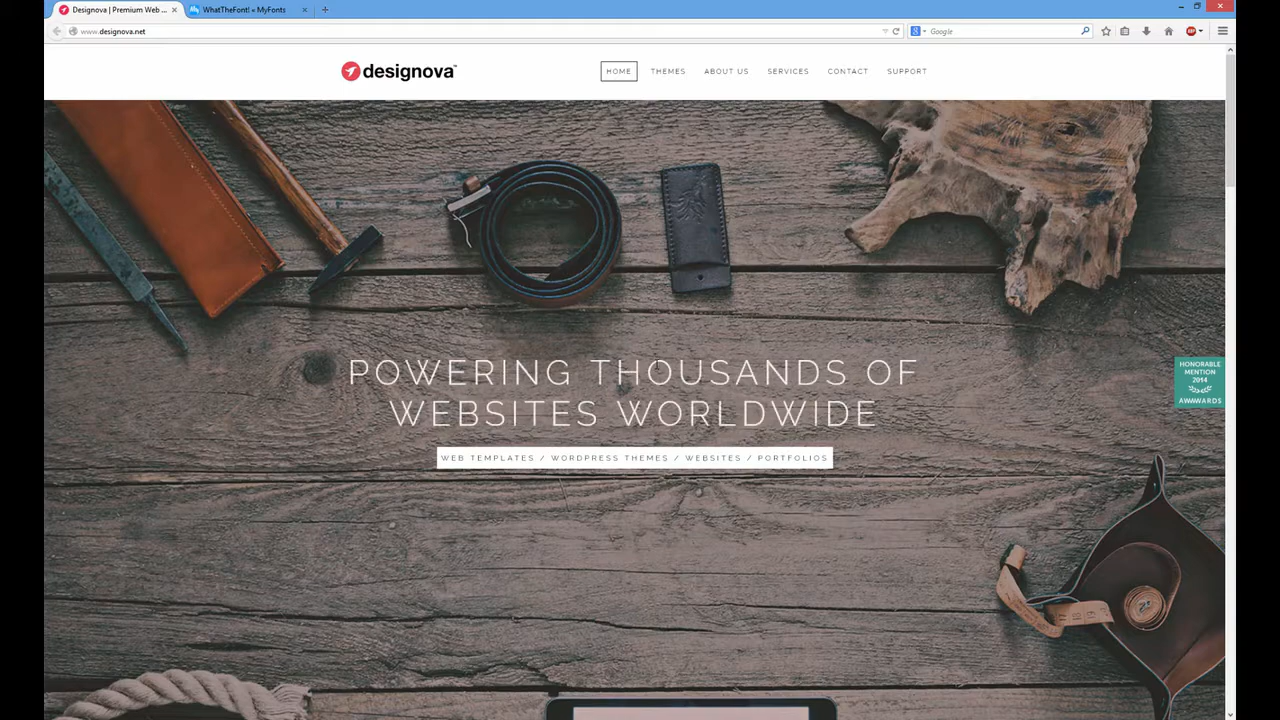 Designova | Premium Web ...
WhatTheFont! « MyFonts
www.designova.net
Google
designova™
HOME
THEMES
ABOUT US
SERVICES
CONTACT
SUPPORT
POWERING THOUSANDS OF
WEBSITES WORLDWIDE
WEB TEMPLATES / WORDPRESS THEMES / WEBSITES / PORTFOLIOS
HONORABLE
MENTION
2014
AWWWARDS